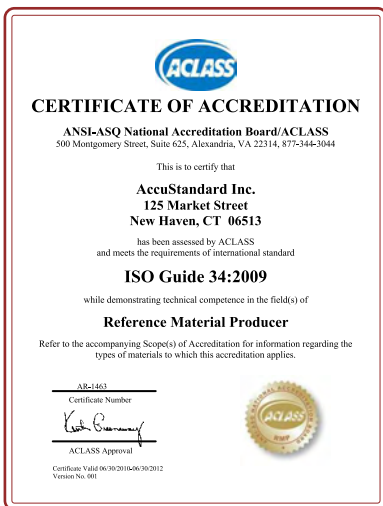 ACLASS
CERTIFICATE OF ACCREDITATION
ANSI-ASQ National Accreditation Board/ACLASS
500 Montgomery Street, Suite 625, Alexandria, VA 22314, 877-344-3044
This is to certify that
AccuStandard Inc.
125 Market Street
New Haven, CT 06513
has been assessed by ACLASS
and meets the requirements of international standard
ISO Guide 34:2009
while demonstrating technical competence in the field(s) of
Reference Material Producer
Refer to the accompanying Scope(s) of Accreditation for information regarding the
types of materials to which this accreditation applies.
AR-1463
Certificate Number
ACLASS Approval
Certificate Valid 06/30/2010-06/30/2012
Version No. 001
ACLASS